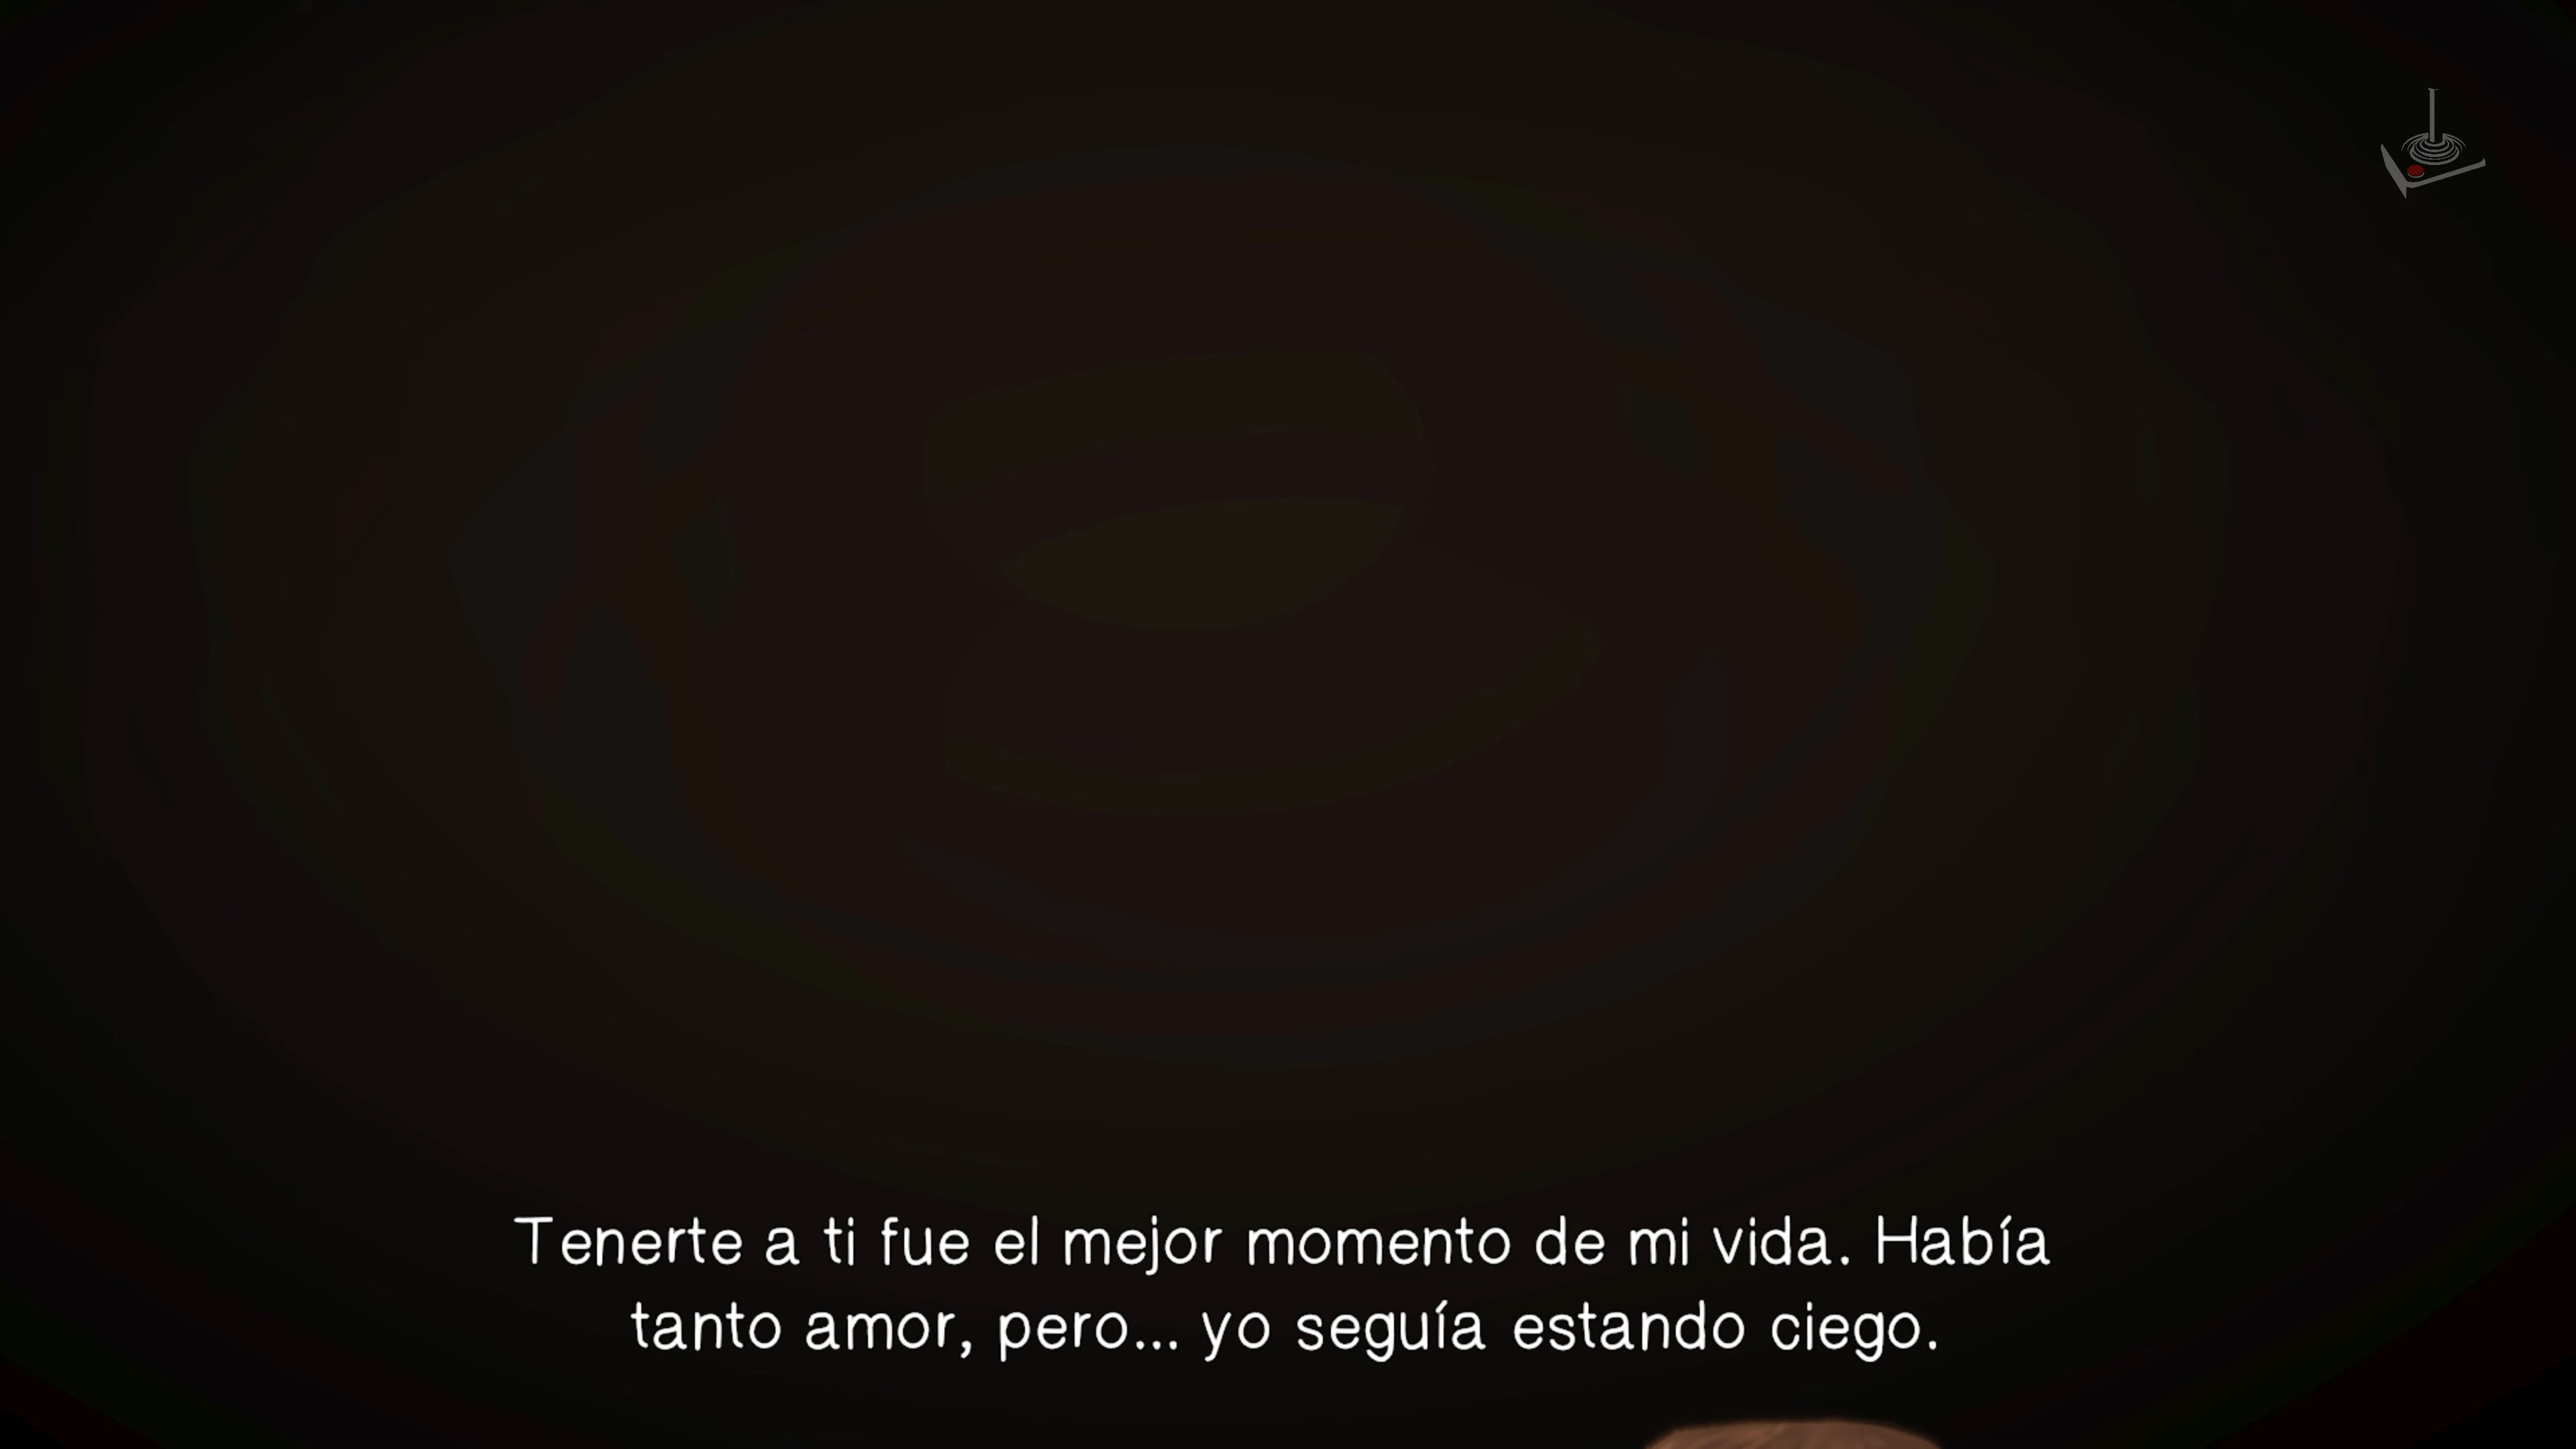 Tenerte a ti fue el mejor momento de mi vida. Había
tanto amor, pero... yo seguía estando ciego.